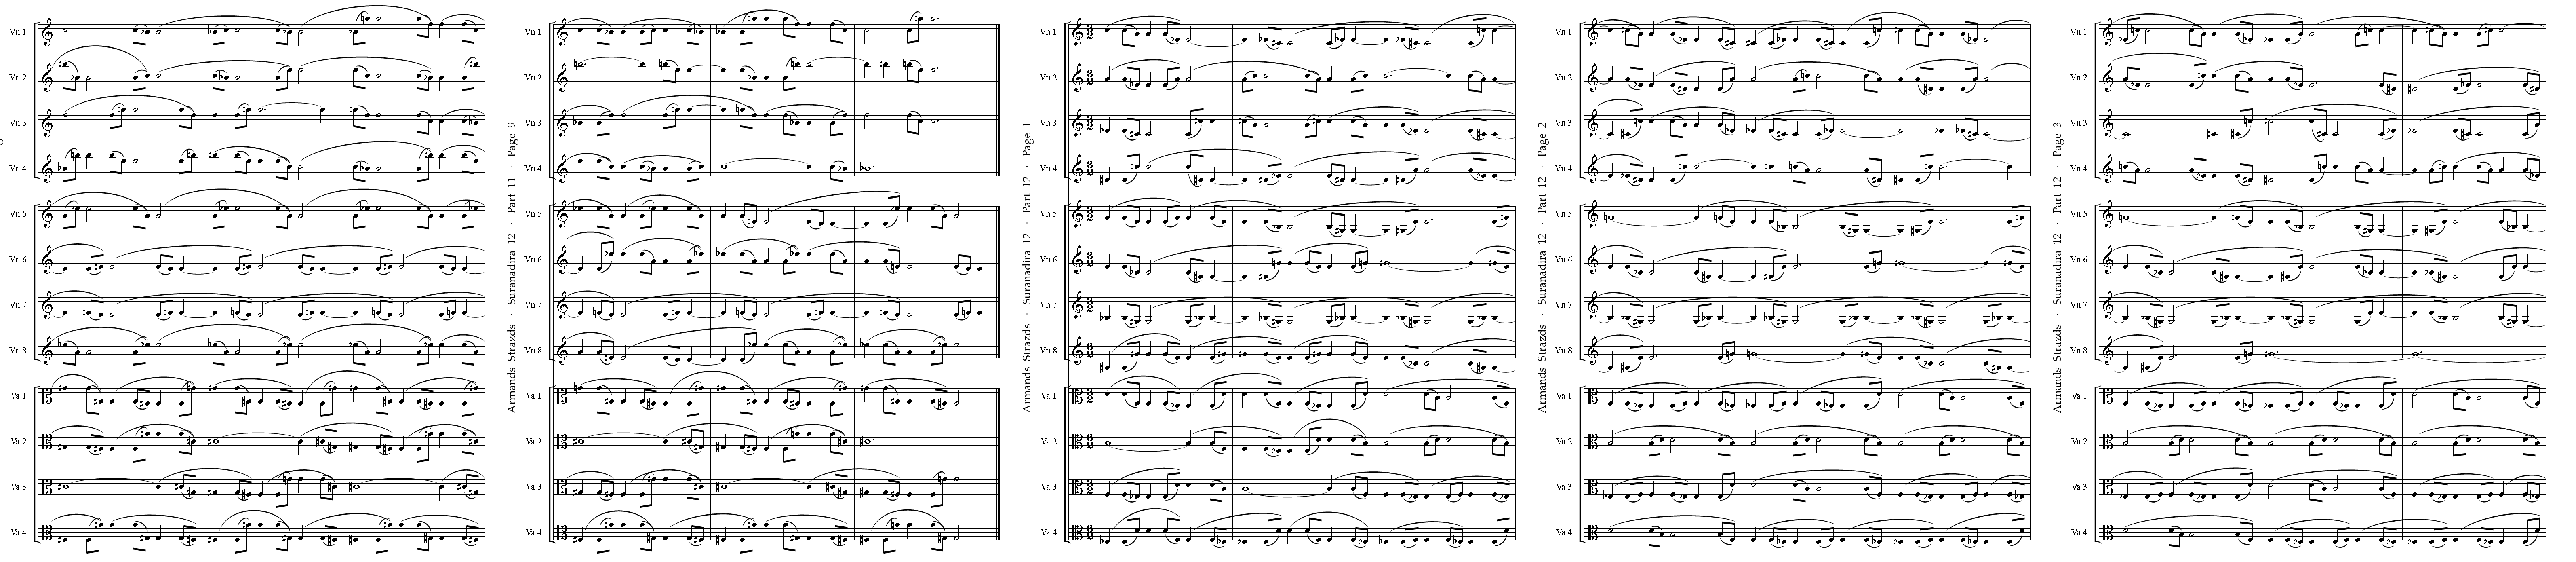 Vn 1
Vn 2
Vn 3
Vn 4
Vn 5
Vn 6
Vn 7
Vn 8
Va 1
Va 2
Va 3
Va 4
Armands Strazds · Suranadira 12 · Part 11 · Page 9
Vn 1
Vn 2
Vn 3
Vn 4
Vn 5
Vn 6
Vn 7
Vn 8
Va 1
Va 2
Va 3
Va 4
Armands Strazds · Suranadira 12 · Part 12 · Page 1
Vn 1
Vn 2
Vn 3
Vn 4
Vn 5
Vn 6
Vn 7
Vn 8
Va 1
Va 2
Va 3
Va 4
Armands Strazds · Suranadira 12 · Part 12 · Page 2
Vn 1
Vn 2
Vn 3
Vn 4
Vn 5
Vn 6
Vn 7
Vn 8
Va 1
Va 2
Va 3
Va 4
Armands Strazds · Suranadira 12 · Part 12 · Page 3
Vn 1
Vn 2
Vn 3
Vn 4
Vn 5
Vn 6
Vn 7
Vn 8
Va 1
Va 2
Va 3
Va 4